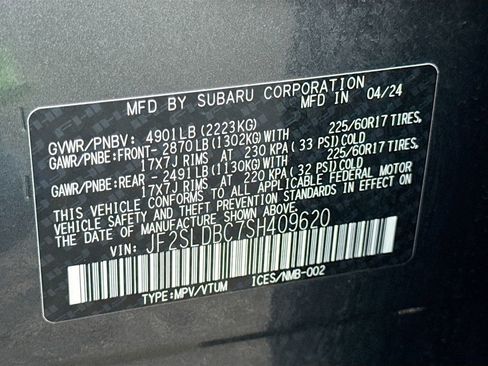 MFD BY SUBARU CORPORATION 04/24
GVWR/PNBV: 4901LB(2223KG)
GAWR/PNBE:FRONT- 2870LB(1302KG)WITH 225/60R17 TIRES,
17X7J RIMS AT 230 KPA (33 PSI)COLD
GAWR/PNBE:REAR - 2491LB(1130KG)WITH 225/60R17 TIRES,
17X7J RIMS AT 220 KPA (32 PSI)COLD
THIS VEHICLE CONFORMS TO ALL APPLICABLE FEDERAL MOTOR
VEHICLE SAFETY AND THEFT PREVENTION STANDARDS IN EFFECT
ON THE DATE OF MANUFACTURE SHOWN ABOVE.
VIN: JF2SLDBC7SH409620
TYPE:MPV/VTUM ICES/NMB-002